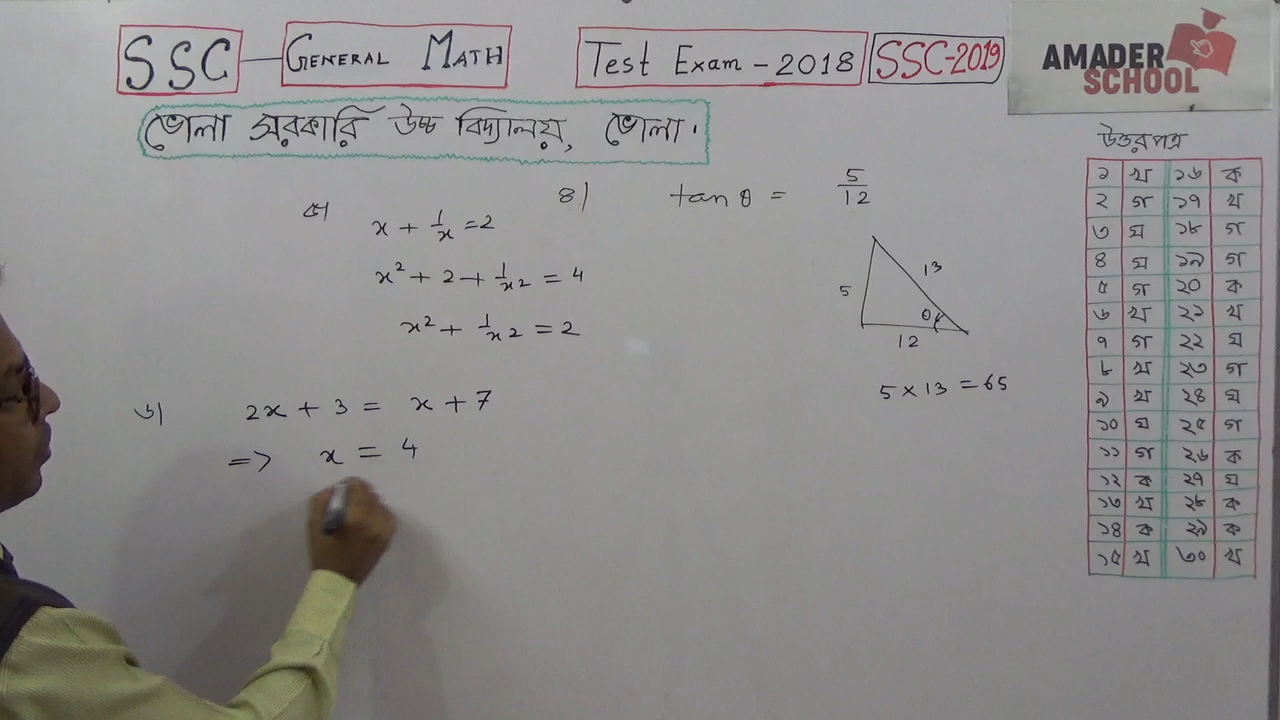 SSC - GENERAL MATH Test Exam - 2018 SSC-2019
AMADER SCHOOL
ভোলা সরকারি উচ্চ বিদ্যালয়, ভোলা।
উত্তরপত্র
৫) x + 1/x = 2
x² + 2 + 1/x² = 4
x² + 1/x² = 2
৪) tan θ = 5/12
13
5
θ
12
5 × 13 = 65
৬) 2x + 3 = x + 7
=> x = 4
১ খ ১৬ ক
২ গ ১৭ খ
৩ ঘ ১৮ গ
৪ ঘ ১৯ গ
৫ গ ২০ ক
৬ খ ২১ খ
৭ গ ২২ ঘ
৮ খ ২৩ গ
৯ খ ২৪ ঘ
১০ ঘ ২৫ গ
১১ গ ২৬ ক
১২ ক ২৭ ঘ
১৩ খ ২৮ ক
১৪ ক ২৯ ক
১৫ খ ৩০ খ